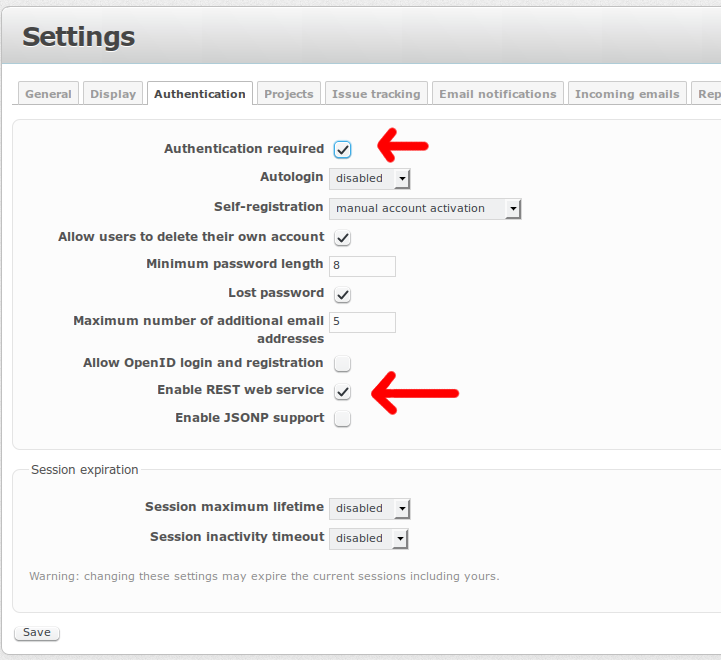 Settings
General Display Authentication Projects Issue tracking Email notifications Incoming emails Rep
Authentication required
Autologin disabled
Self-registration manual account activation
Allow users to delete their own account
Minimum password length 8
Lost password
Maximum number of additional email 5
addresses
Allow OpenID login and registration
Enable REST web service
Enable JSONP support
Session expiration
Session maximum lifetime disabled
Session inactivity timeout disabled
Warning: changing these settings may expire the current sessions including yours.
Save